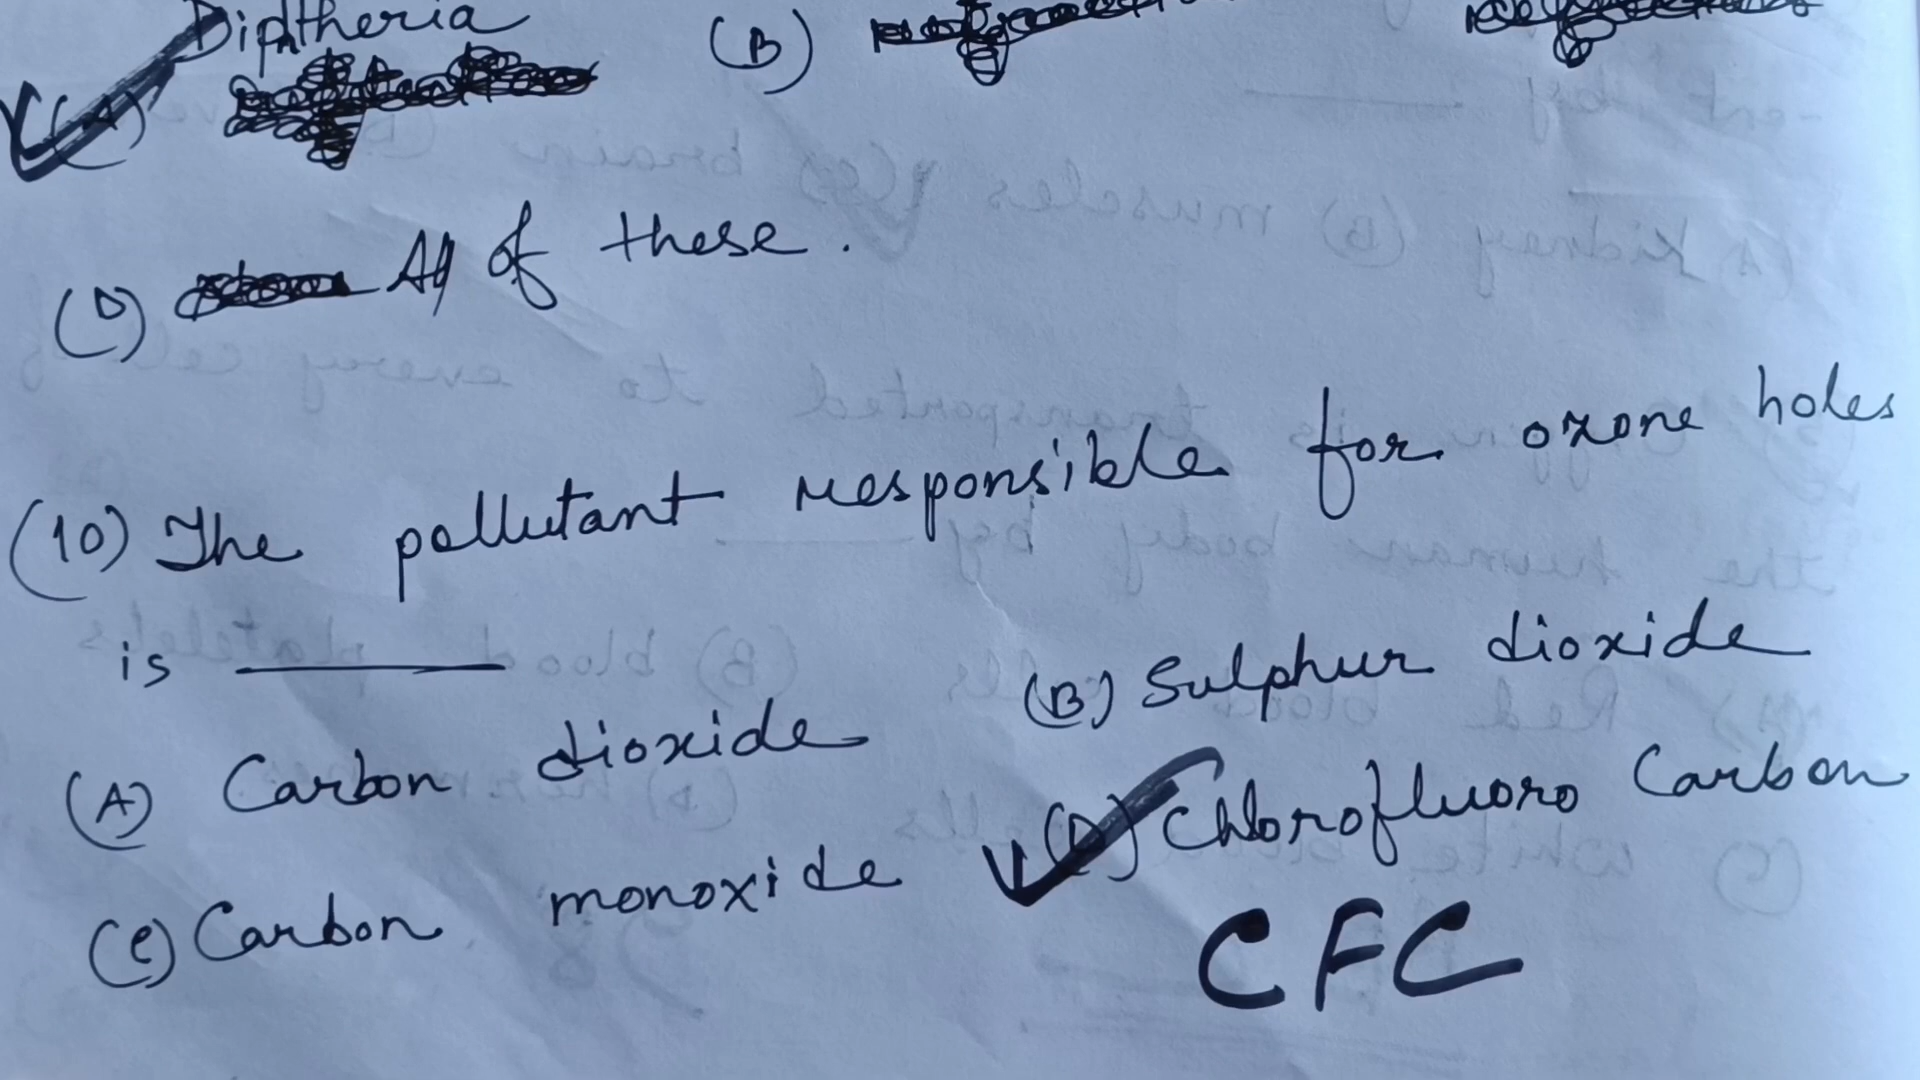 Diphtheria
(A) (B)
(D) All of these.
(10) The pollutant responsible for ozone holes
is ______
(A) Carbon dioxide (B) Sulphur dioxide
(C) Carbon monoxide (D) Chlorofluoro Carbon
CFC